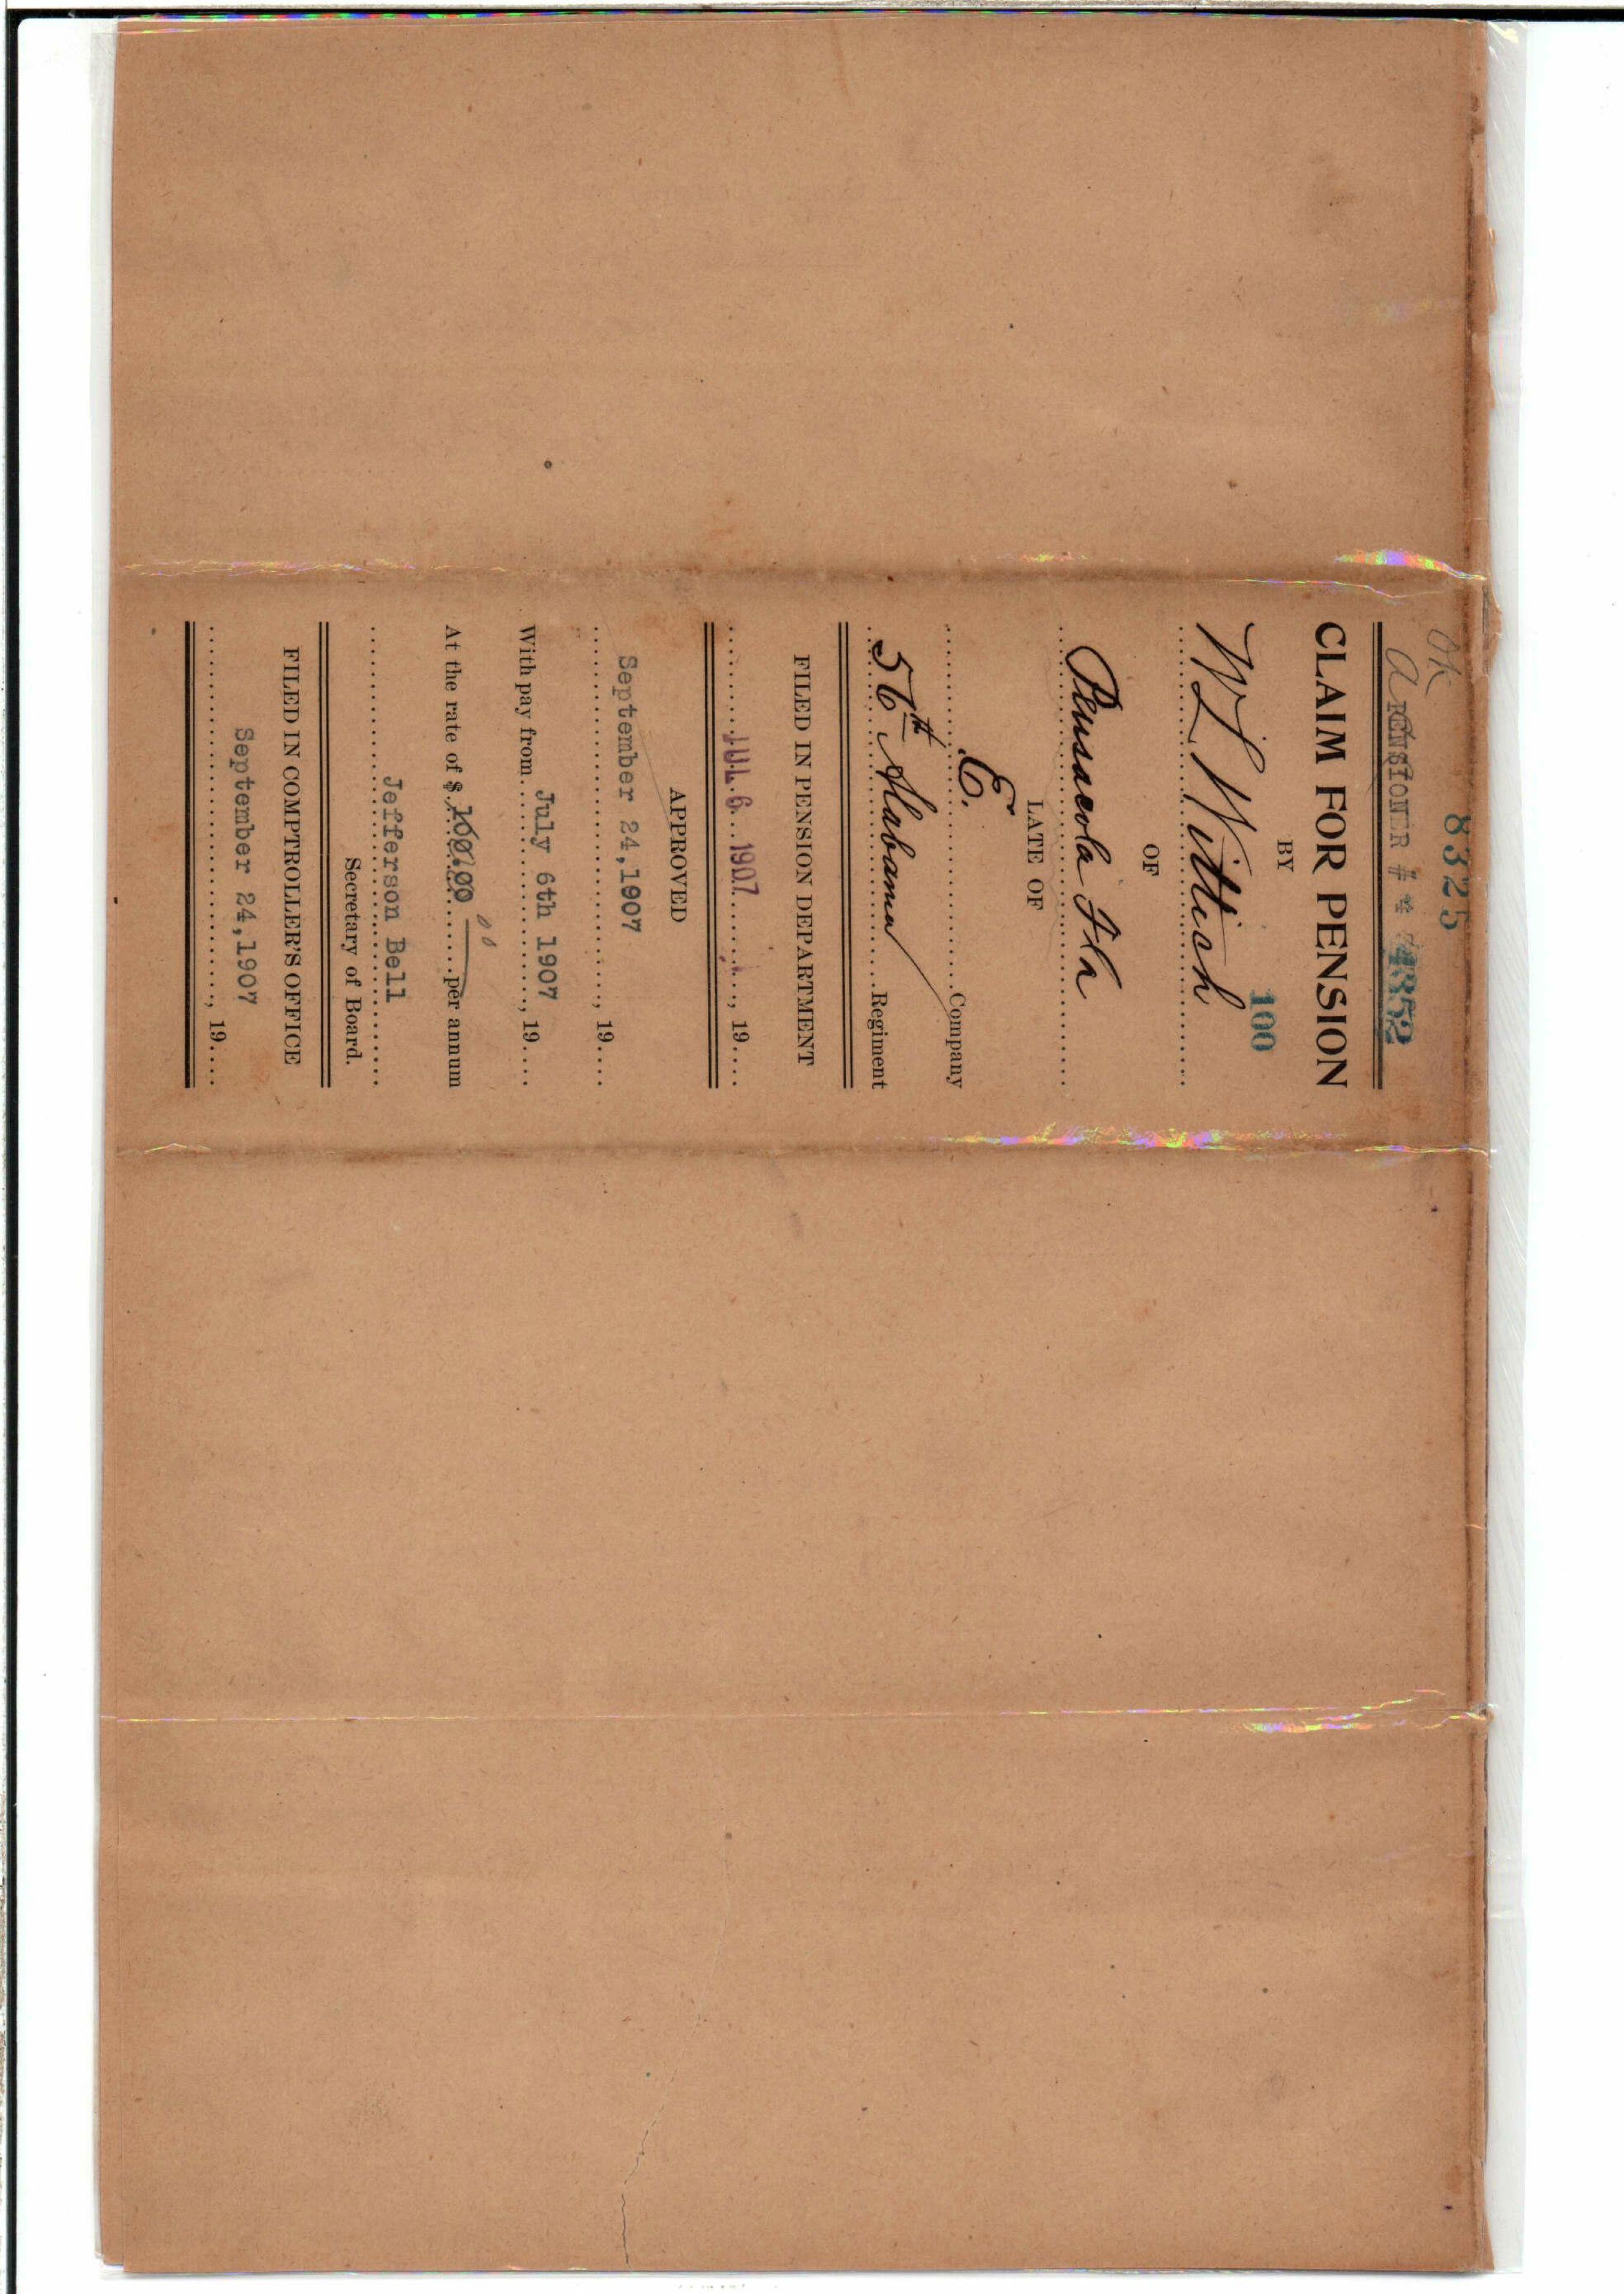 8325
OK
PENSIONER # 4352
CLAIM FOR PENSION
BY
100
W L Wittich
OF
Pensacola Fla
LATE OF
E. Company
56th Alabama Regiment
FILED IN PENSION DEPARTMENT
JUL 6 1907, 19....
APPROVED
September 24,1907
, 19....
With pay from July 6th 1907, 19....
At the rate of $ 100.00 per annum
Jefferson Bell
Secretary of Board.
FILED IN COMPTROLLER'S OFFICE
September 24,1907
, 19....